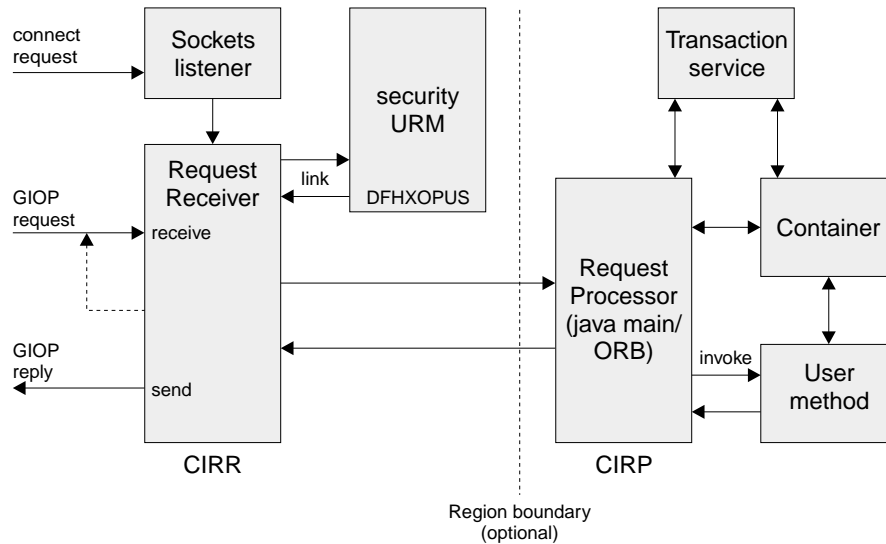 connect
request
Sockets
listener
security
URM
DFHXOPUS
Transaction
service
Request
Receiver
link
GIOP
request
receive
Container
Request
Processor
(java main/
ORB)
GIOP
reply
send
invoke
User
method
CIRR
CIRP
Region boundary
(optional)